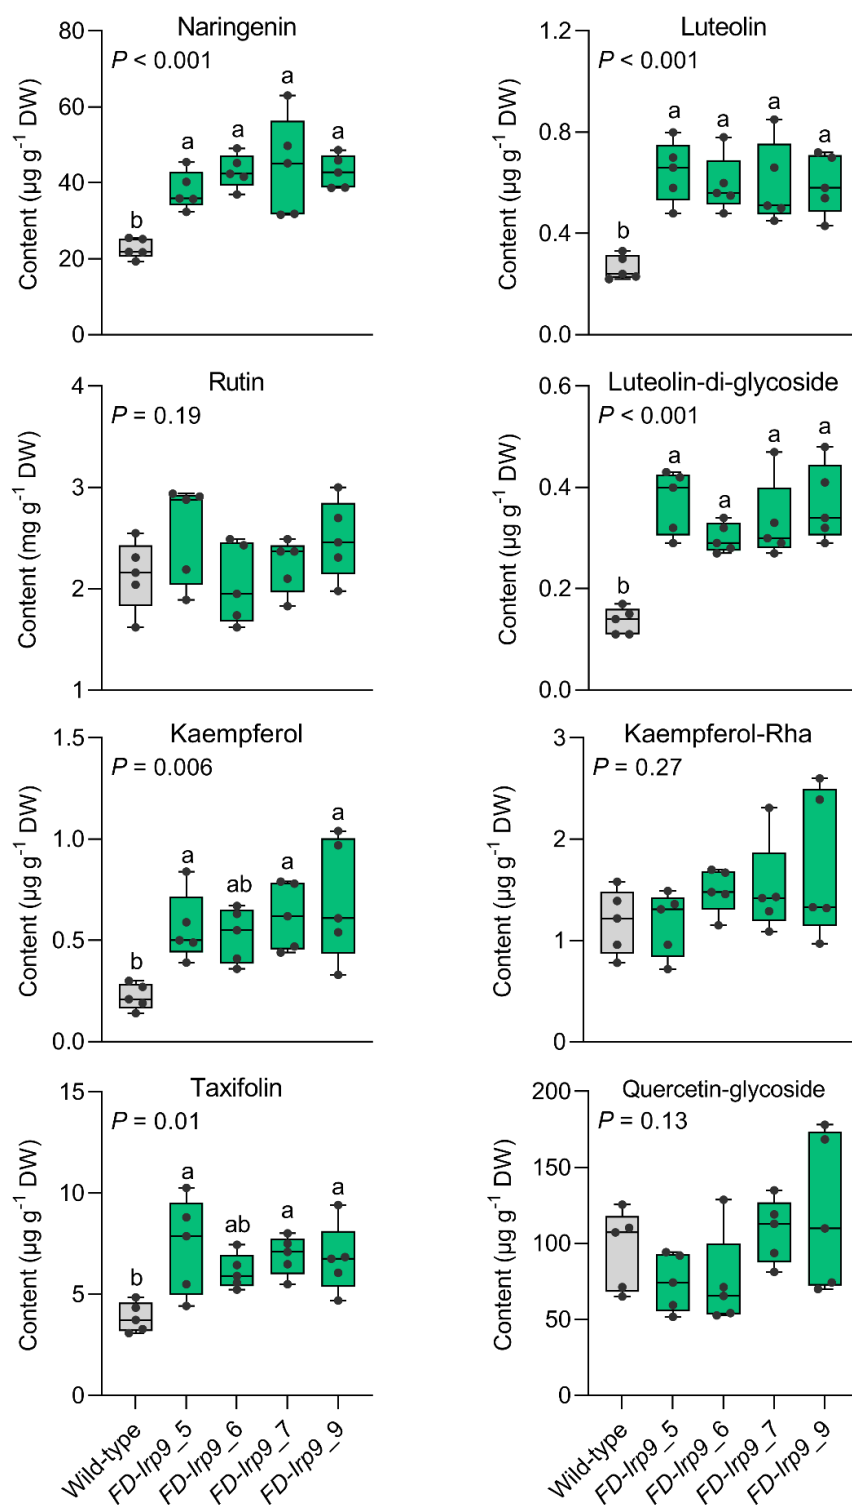 Naringenin
P < 0.001
Content (µg g⁻¹ DW)
80
60
40
20
0
b
a
a
a
a
Luteolin
P < 0.001
Content (µg g⁻¹ DW)
1.2
0.8
0.4
0.0
b
a
a
a
a
Rutin
P = 0.19
Content (mg g⁻¹ DW)
4
3
2
1
Luteolin-di-glycoside
P < 0.001
Content (µg g⁻¹ DW)
0.6
0.4
0.2
0.0
b
a
a
a
a
Kaempferol
P = 0.006
Content (µg g⁻¹ DW)
1.5
1.0
0.5
0.0
b
a
ab
a
a
Kaempferol-Rha
P = 0.27
Content (µg g⁻¹ DW)
3
2
1
0
Taxifolin
P = 0.01
Content (µg g⁻¹ DW)
15
10
5
0
b
a
ab
a
a
Wild-type
FD-lrp9_5
FD-lrp9_6
FD-lrp9_7
FD-lrp9_9
Quercetin-glycoside
P = 0.13
Content (µg g⁻¹ DW)
200
150
100
50
0
Wild-type
FD-lrp9_5
FD-lrp9_6
FD-lrp9_7
FD-lrp9_9